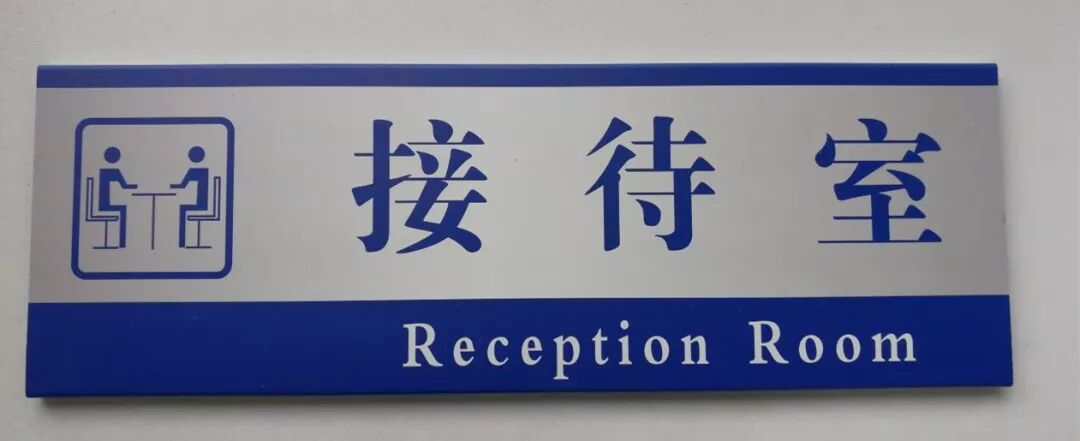 接待室
Reception Room